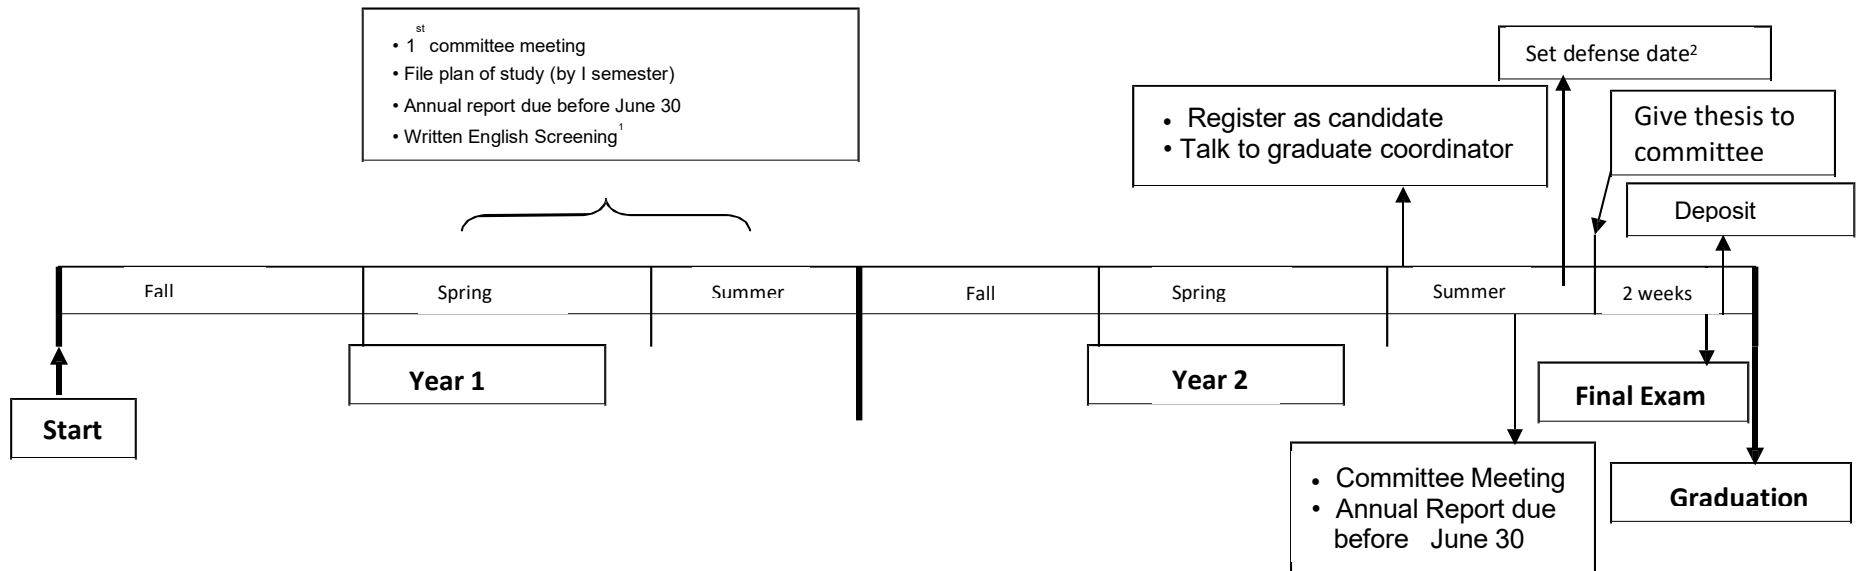 • 1st committee meeting
• File plan of study (by I semester)
• Annual report due before June 30
• Written English Screening1
Set defense date2
• Register as candidate
• Talk to graduate coordinator
Give thesis to
committee
Deposit
Fall
Spring
Summer
Fall
Spring
Summer
2 weeks
Year 1
Year 2
Start
Final Exam
• Committee Meeting
• Annual Report due
before June 30
Graduation